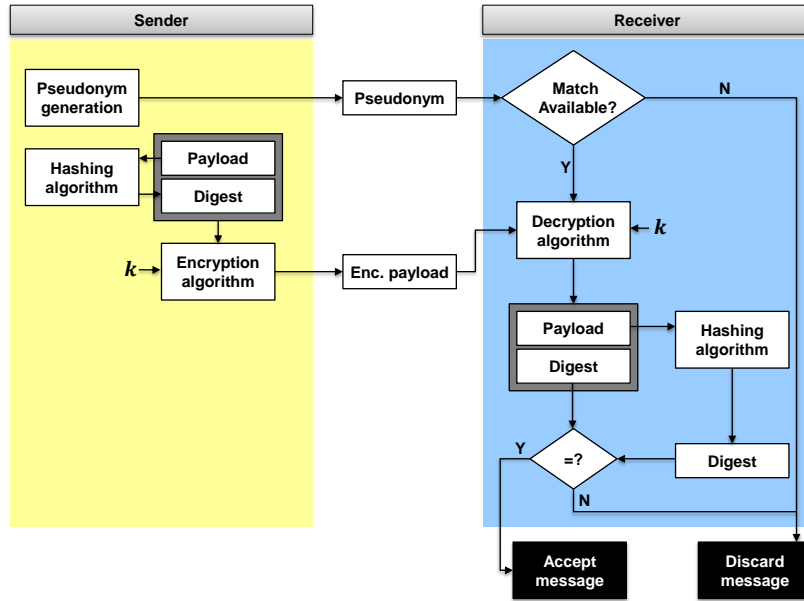 Sender
Receiver
Pseudonym
generation
Pseudonym
Match
Available?
N
Y
Hashing
algorithm
Payload
Digest
k
Encryption
algorithm
Enc. payload
Decryption
algorithm
k
Payload
Digest
Hashing
algorithm
Digest
=?
Y
N
Accept
message
Discard
message